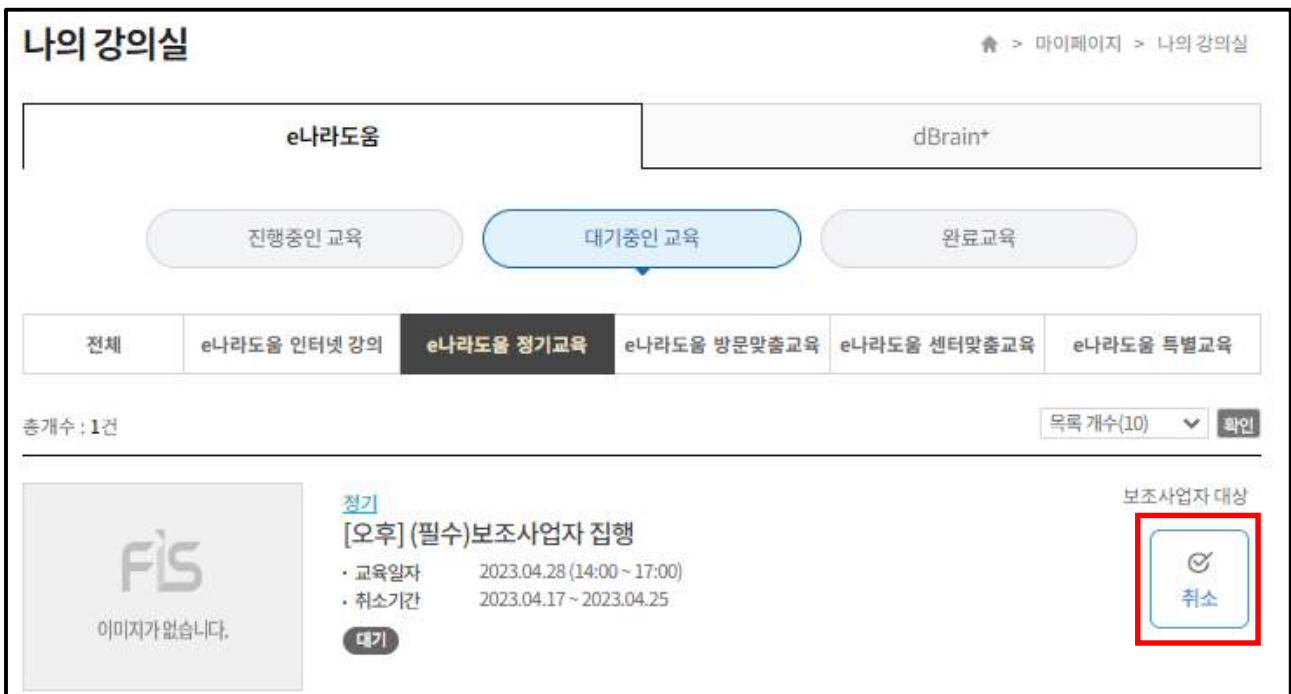 나의 강의실
> 마이페이지 > 나의 강의실
e나라도움
dBrain+
진행중인 교육
대기중인 교육
완료교육
전체
e나라도움 인터넷 강의
e나라도움 정기교육
e나라도움 방문맞춤교육
e나라도움 센터맞춤교육
e나라도움 특별교육
총개수 : 1건
목록 개수(10)
확인
FIS
이미지가 없습니다.
정기
[오후] (필수)보조사업자 집행
· 교육일자 2023.04.28 (14:00 ~ 17:00)
· 취소기간 2023.04.17 ~ 2023.04.25
대기
보조사업자 대상
취소